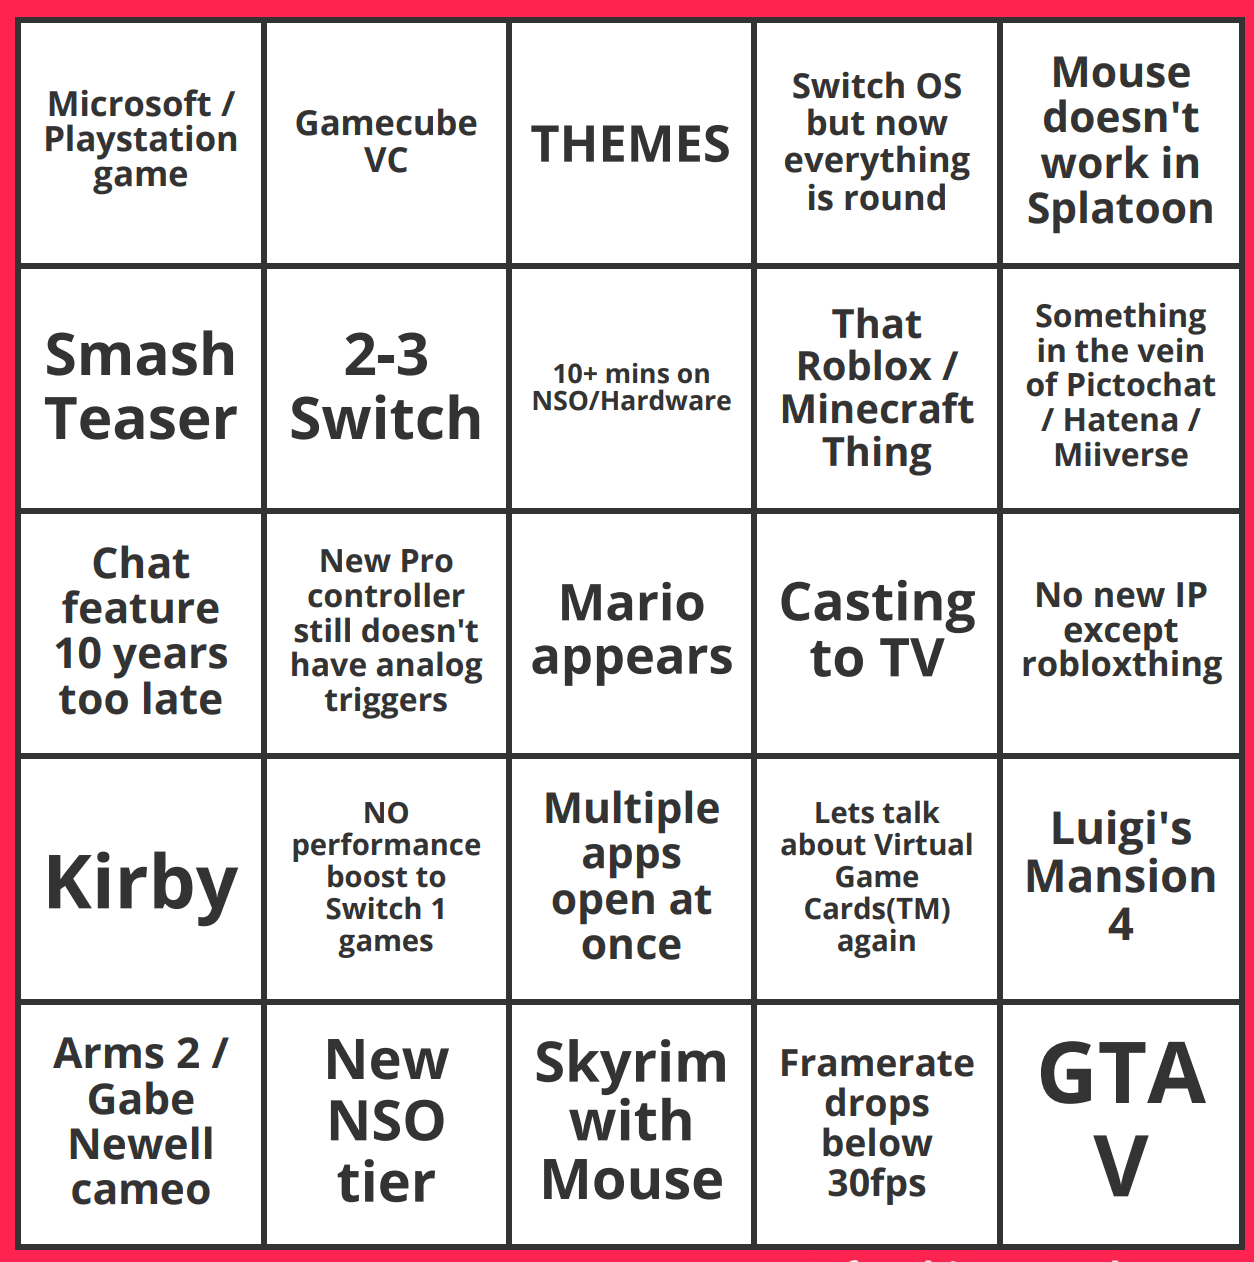 Microsoft /
Playstation
game
Gamecube
VC
THEMES
Switch OS
but now
everything
is round
Mouse
doesn't
work in
Splatoon
Smash
Teaser
2-3
Switch
10+ mins on
NSO/Hardware
That
Roblox /
Minecraft
Thing
Something
in the vein
of Pictochat
/ Hatena /
Miiverse
Chat
feature
10 years
too late
New Pro
controller
still doesn't
have analog
triggers
Mario
appears
Casting
to TV
No new IP
except
robloxthing
Kirby
NO
performance
boost to
Switch 1
games
Multiple
apps
open at
once
Lets talk
about Virtual
Game
Cards(TM)
again
Luigi's
Mansion
4
Arms 2 /
Gabe
Newell
cameo
New
NSO
tier
Skyrim
with
Mouse
Framerate
drops
below
30fps
GTA
V